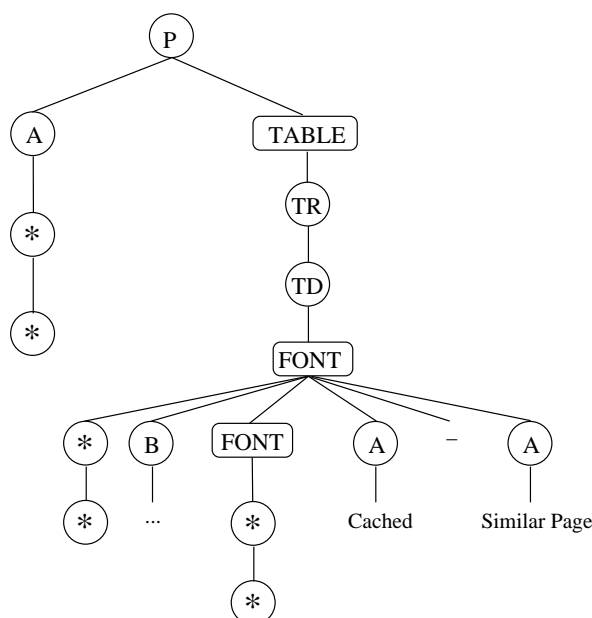 P
A TABLE
*
TR
*
TD
FONT
* B FONT A – A
* ... * Cached Similar Page
*